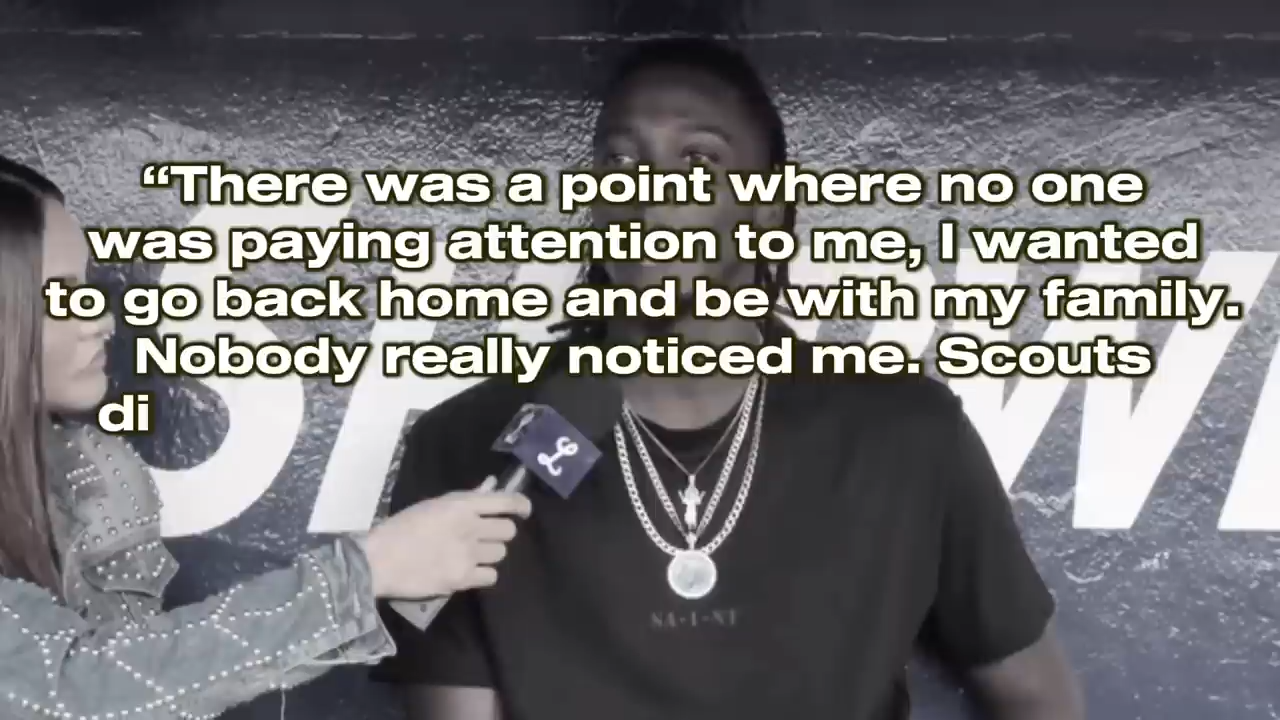 “There was a point where no one
was paying attention to me, I wanted
to go back home and be with my family.
Nobody really noticed me. Scouts
di